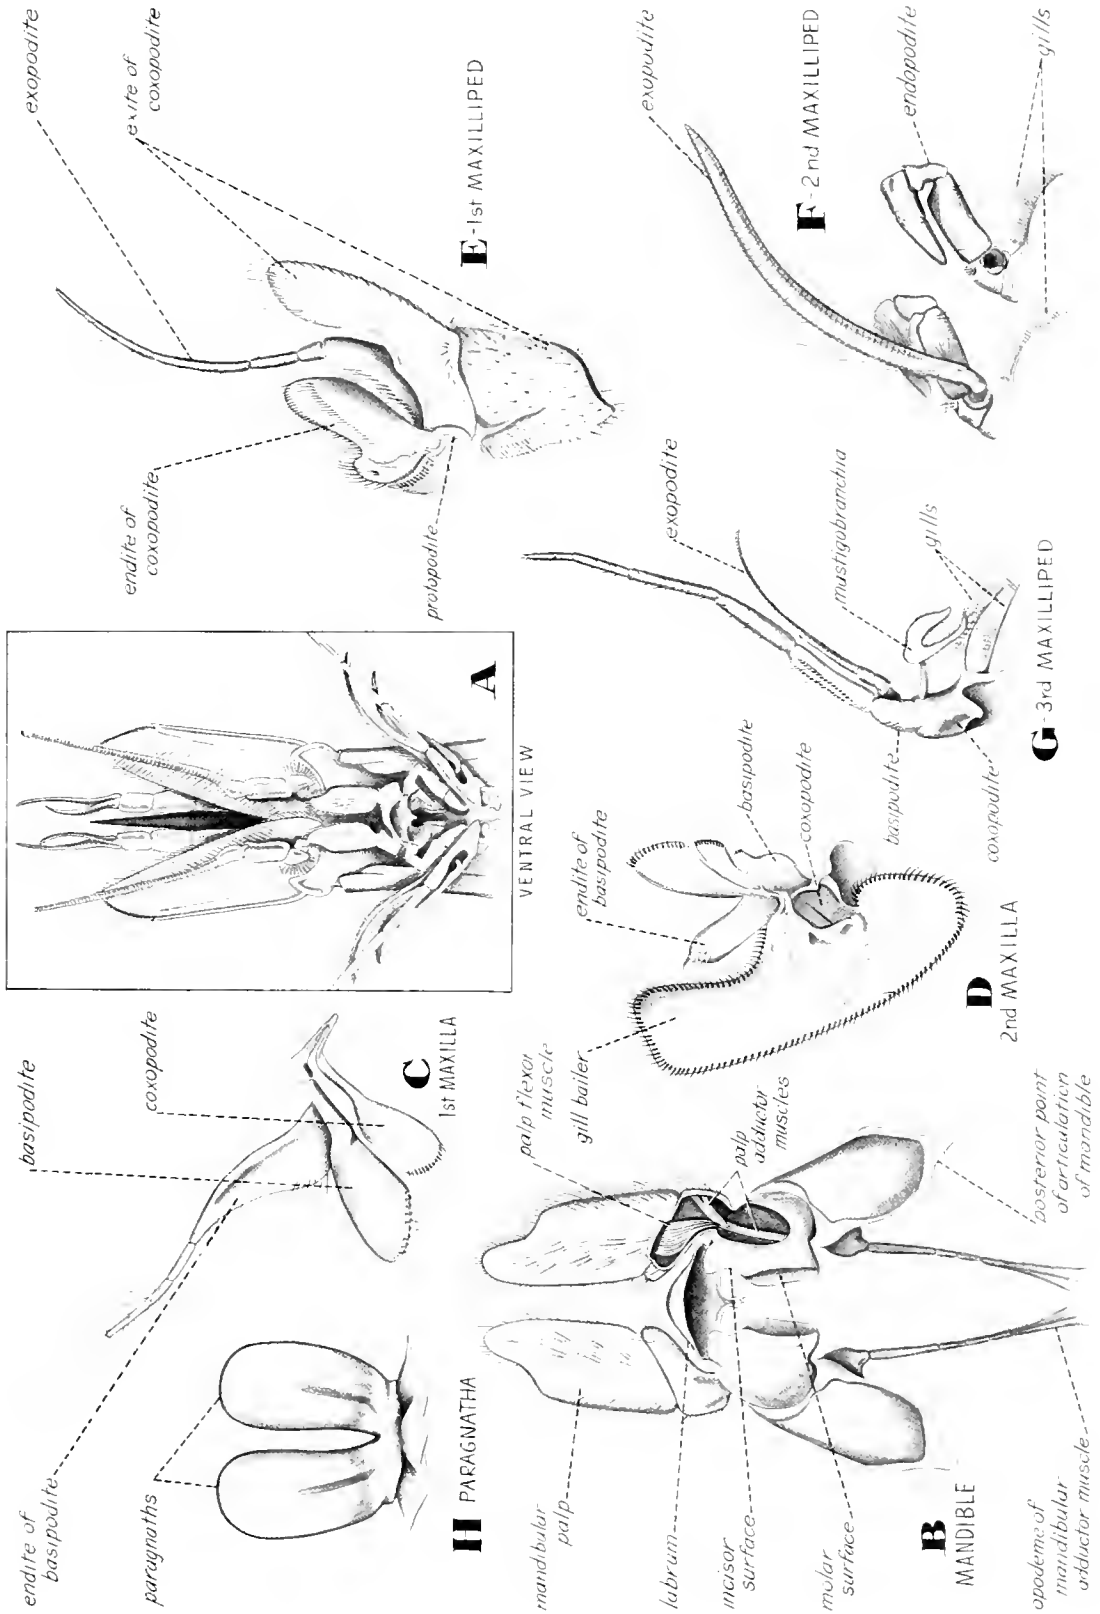 endite of
basipodite
basipodite
coxopodite
C
1st MAXILLA
paragnaths
H PARAGNATHA
A
VENTRAL VIEW
endite of
coxopodite
protopodite
exopodite
exite of
coxopodite
E-1st MAXILLIPED
mandibular
palp
labrum
incisor
surface
molar
surface
B
MANDIBLE
apodeme of
mandibular
adductor muscle
palp flexor
muscle
palp
adductor
muscles
posterior point
of articulation
of mandible
gill bailer
endite of
basipodite
basipodite
coxopodite
D
2nd MAXILLA
exopodite
mastigobranchia
gills
basipodite
coxopodite
G-3rd MAXILLIPED
exopodite
F-2nd MAXILLIPED
endopodite
gills